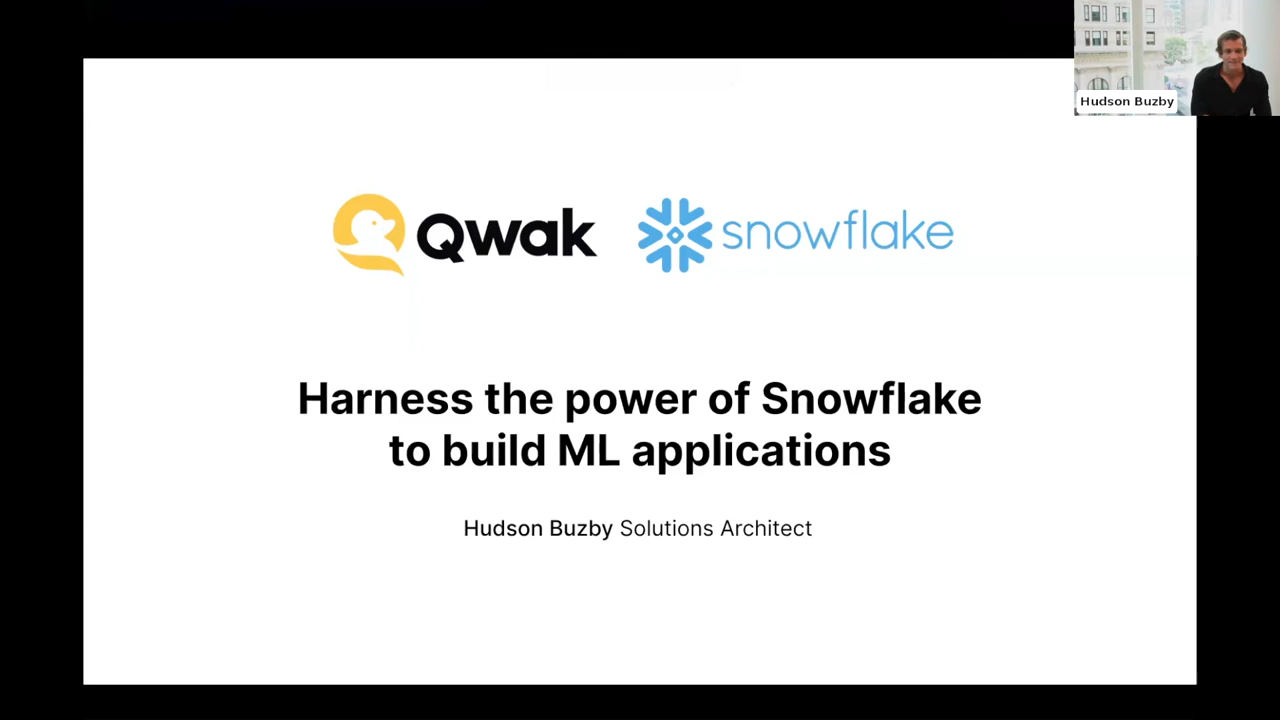 Hudson Buzby
Qwak
snowflake
Harness the power of Snowflake
to build ML applications
Hudson Buzby Solutions Architect